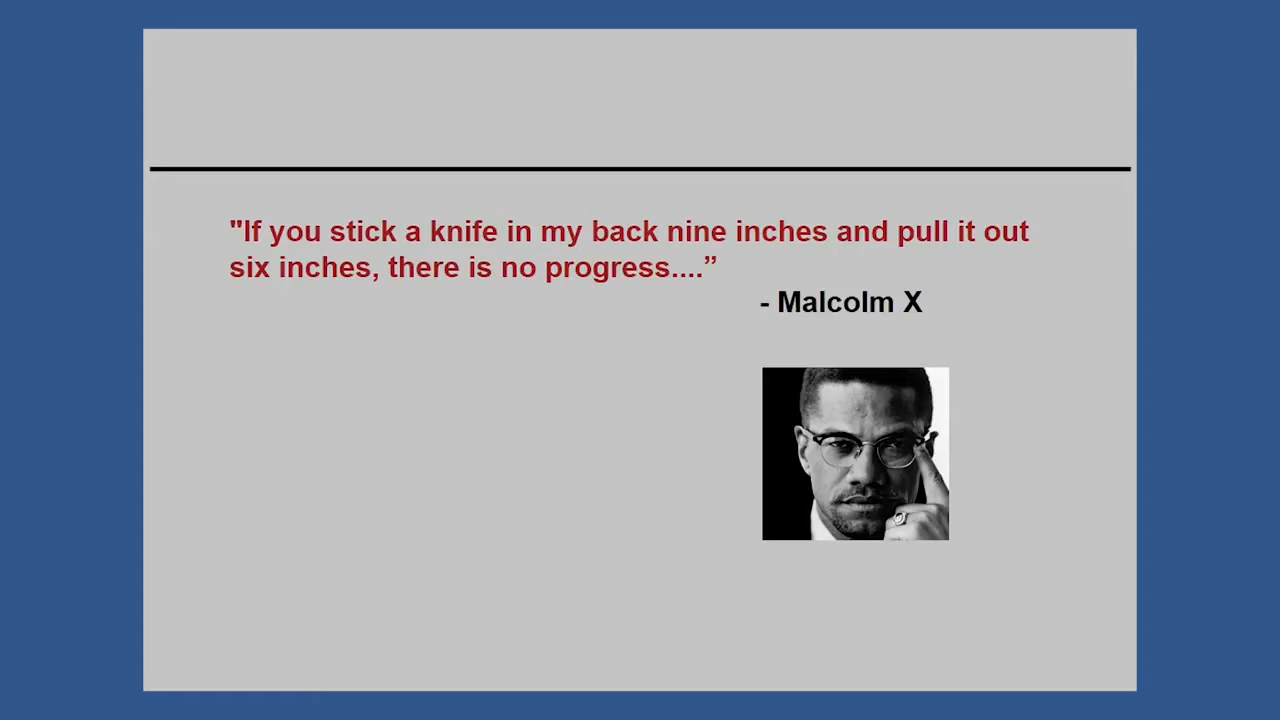 "If you stick a knife in my back nine inches and pull it out
six inches, there is no progress....”
- Malcolm X